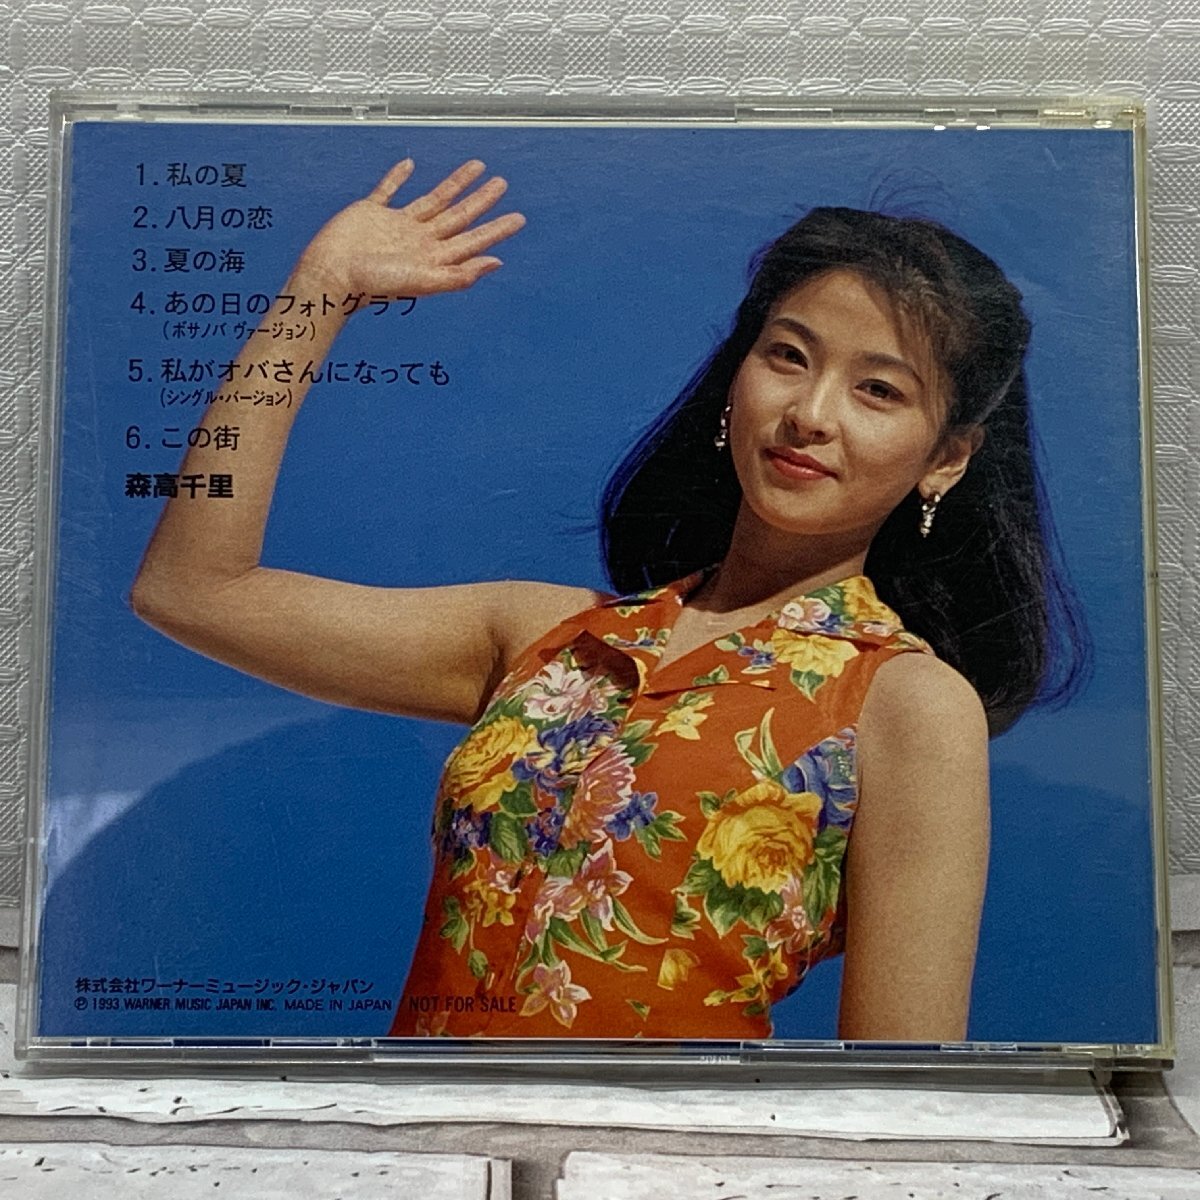 1. 私の夏
2. 八月の恋
3. 夏の海
4. あの日のフォトグラフ
(ボサノバ ヴァージョン)
5. 私がオバさんになっても
(シングル・バージョン)
6. この街
森高千里
株式会社ワーナーミュージック・ジャパン
℗ 1993 WARNER MUSIC JAPAN INC. MADE IN JAPAN NOT FOR SALE